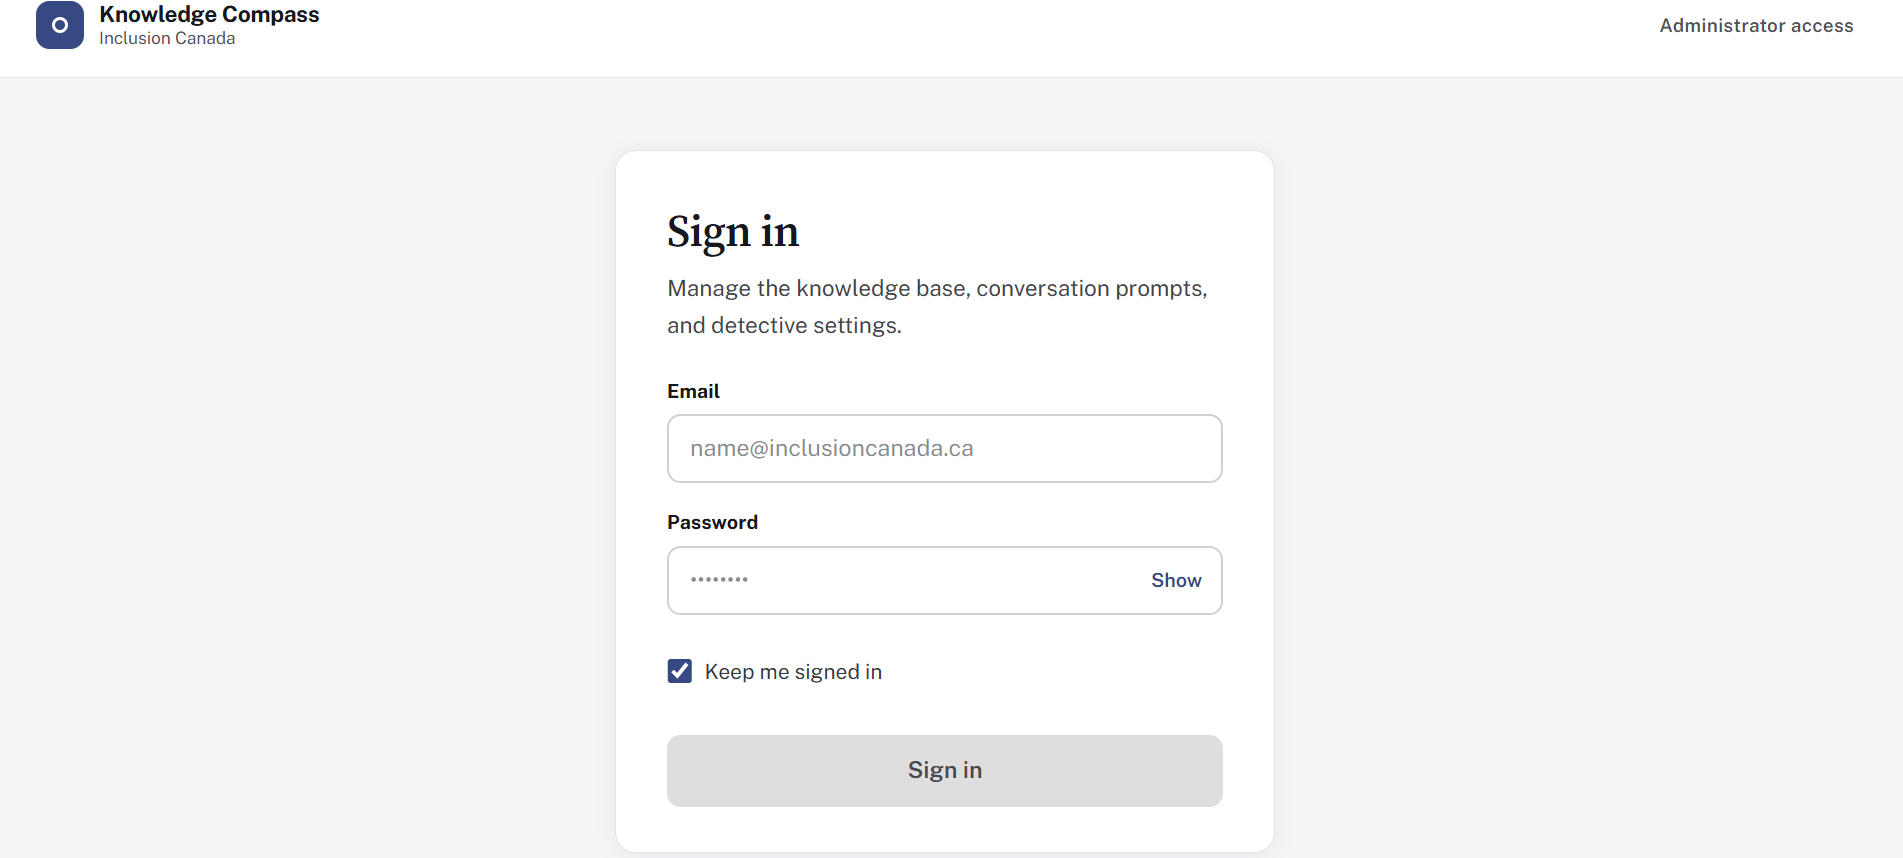 Knowledge Compass
Inclusion Canada
Administrator access
Sign in
Manage the knowledge base, conversation prompts,
and detective settings.
Email
name@inclusioncanada.ca
Password
••••••••
Show
Keep me signed in
Sign in